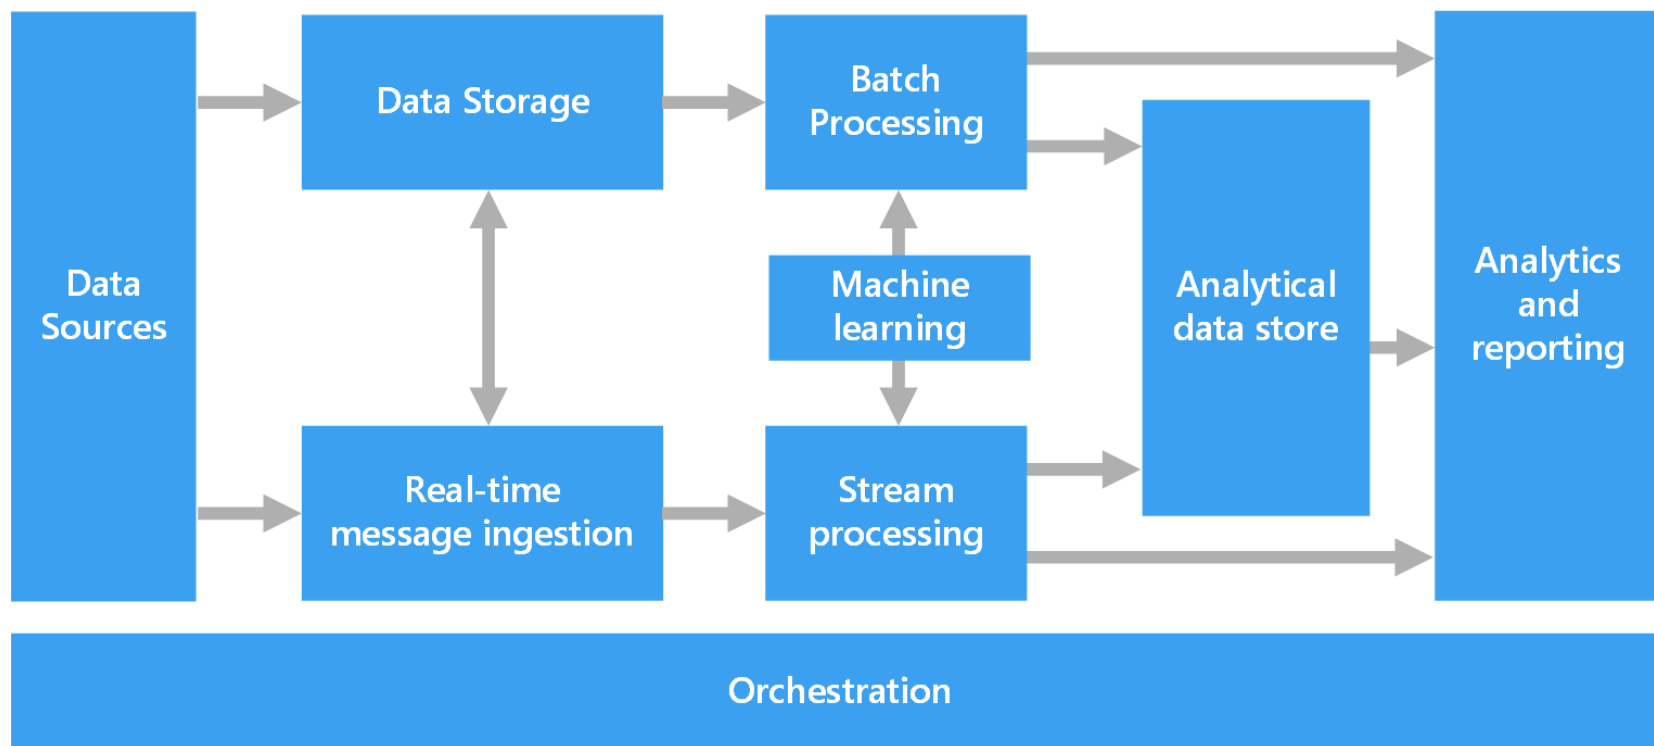 Data Storage
Batch
Processing
Data
Sources
Machine
learning
Analytical
data store
Analytics
and
reporting
Real-time
message ingestion
Stream
processing
Orchestration